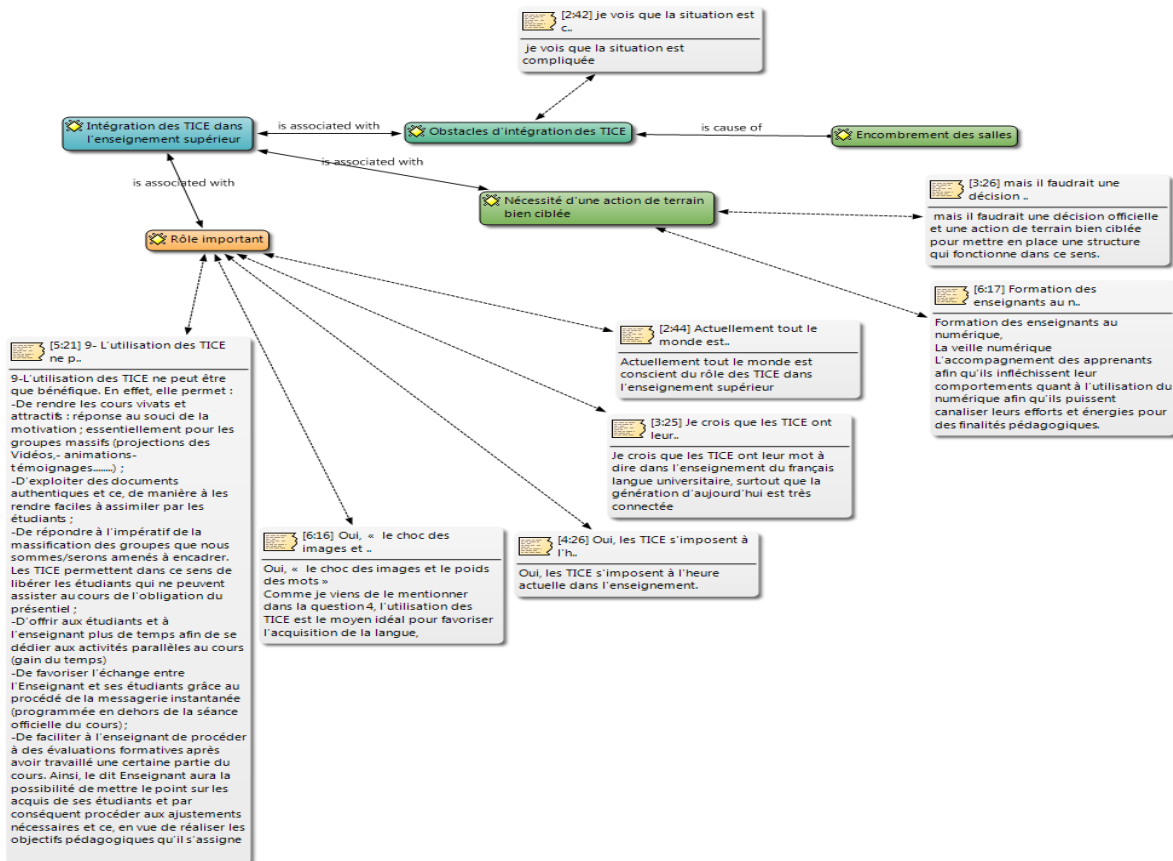 [2:42] je vois que la situation est
c..
je vois que la situation est
compliquée
Intégration des TICE dans
l'enseignement supérieur
is associated with
Obstacles d'intégration des TICE
is cause of
Encombrement des salles
is associated with
is associated with
Nécessité d'une action de terrain
bien ciblée
[3:26] mais il faudrait une
décision ..
mais il faudrait une décision officielle
et une action de terrain bien ciblée
pour mettre en place une structure
qui fonctionne dans ce sens.
Rôle important
[6:17] Formation des
enseignants au n..
Formation des enseignants au
numérique,
La veille numérique
L'accompagnement des apprenants
afin qu'ils infléchissent leur
comportements quant à l'utilisation du
numérique afin qu'ils puissent
canaliser leurs efforts et énergies pour
des finalités pédagogiques.
[2:44] Actuellement tout le
monde est..
Actuellement tout le monde est
conscient du rôle des TICE dans
l'enseignement supérieur
[3:25] Je crois que les TICE ont
leur..
Je crois que les TICE ont leur mot à
dire dans l'enseignement du français
langue universitaire, surtout que la
génération d'aujourd'hui est très
connectée
[4:26] Oui, les TICE s'imposent à
l'h..
Oui, les TICE s'imposent à l'heure
actuelle dans l'enseignement.
[6:16] Oui, « le choc des
images et ..
Oui, « le choc des images et le poids
des mots »
Comme je viens de le mentionner
dans la question 4, l'utilisation des
TICE est le moyen idéal pour favoriser
l'acquisition de la langue,
[5:21] 9- L'utilisation des TICE
ne p..
9-L'utilisation des TICE ne peut être
que bénéfique. En effet, elle permet :
-De rendre les cours vivats et
attractifs : réponse au souci de la
motivation ; essentiellement pour les
groupes massifs (projections des
Vidéos,- animations-
témoignages........) ;
-D'exploiter des documents
authentiques et ce, de manière à les
rendre faciles à assimiler par les
étudiants ;
-De répondre à l'impératif de la
massification des groupes que nous
sommes/serons amenés à encadrer.
Les TICE permettent dans ce sens de
libérer les étudiants qui ne peuvent
assister au cours de l'obligation du
présentiel ;
-D'offrir aux étudiants et à
l'enseignant plus de temps afin de se
dédier aux activités parallèles au cours
(gain du temps)
-De favoriser l'échange entre
l'Enseignant et ses étudiants grâce au
procédé de la messagerie instantanée
(programmée en dehors de la séance
officielle du cours) ;
-De faciliter à l'enseignant de procéder
à des évaluations formatives après
avoir travaillé une certaine partie du
cours. Ainsi, le dit Enseignant aura la
possibilité de mettre le point sur les
acquis de ses étudiants et par
conséquent procéder aux ajustements
nécessaires et ce, en vue de réaliser les
objectifs pédagogiques qu'il s'assigne